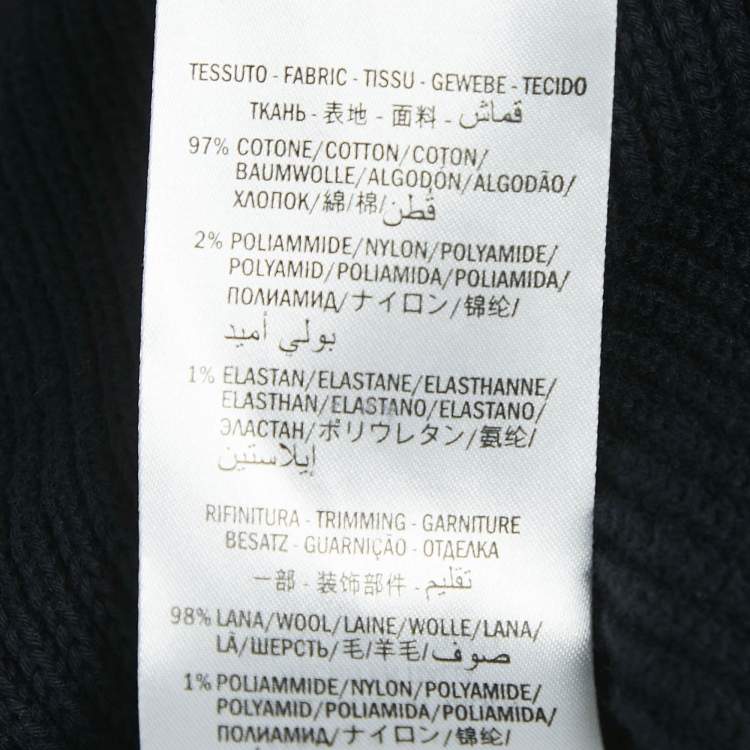 TESSUTO - FABRIC - TISSU - GEWEBE - TECIDO
ТКАНЬ - 表地 - 面料 - قماش
97% COTONE/COTTON/COTON/
BAUMWOLLE/ALGODÓN/ALGODÃO/
ХЛОПОК/綿/棉/قطن
2% POLIAMMIDE/NYLON/POLYAMIDE/
POLYAMID/POLIAMIDA/POLIAMIDA/
ПОЛИАМИД/ナイロン/锦纶/
بولي أميد
1% ELASTAN/ELASTANE/ELASTHANNE/
ELASTHAN/ELASTANO/ELASTANO/
ЭЛАСТАН/ポリウレタン/氨纶/
إيلاستين
RIFINITURA - TRIMMING - GARNITURE
BESATZ - GUARNIÇÃO - ОТДЕЛКА
一部 - 装饰部件 - تقليم
98% LANA/WOOL/LAINE/WOLLE/LANA/
LÃ/ШЕРСТЬ/毛/羊毛/صوف
1% POLIAMMIDE/NYLON/POLYAMIDE/
POLYAMID/POLIAMIDA/POLIAMIDA/
ПОЛИАМИД/ナイロン/锦纶/